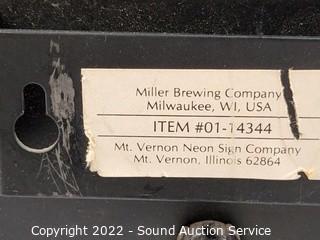 Miller Brewing Company
Milwaukee, WI, USA
ITEM #01-14344
Mt. Vernon Neon Sign Company
Mt. Vernon, Illinois 62864
Copyright © 2022 - Sound Auction Service